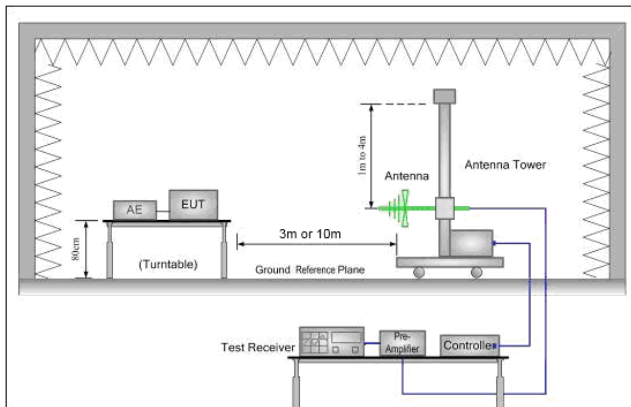 1m to 4m
Antenna
Antenna Tower
AE
EUT
80cm
3m or 10m
(Turntable)
Ground Reference Plane
Test Receiver
Pre-
Amplifier
Controller